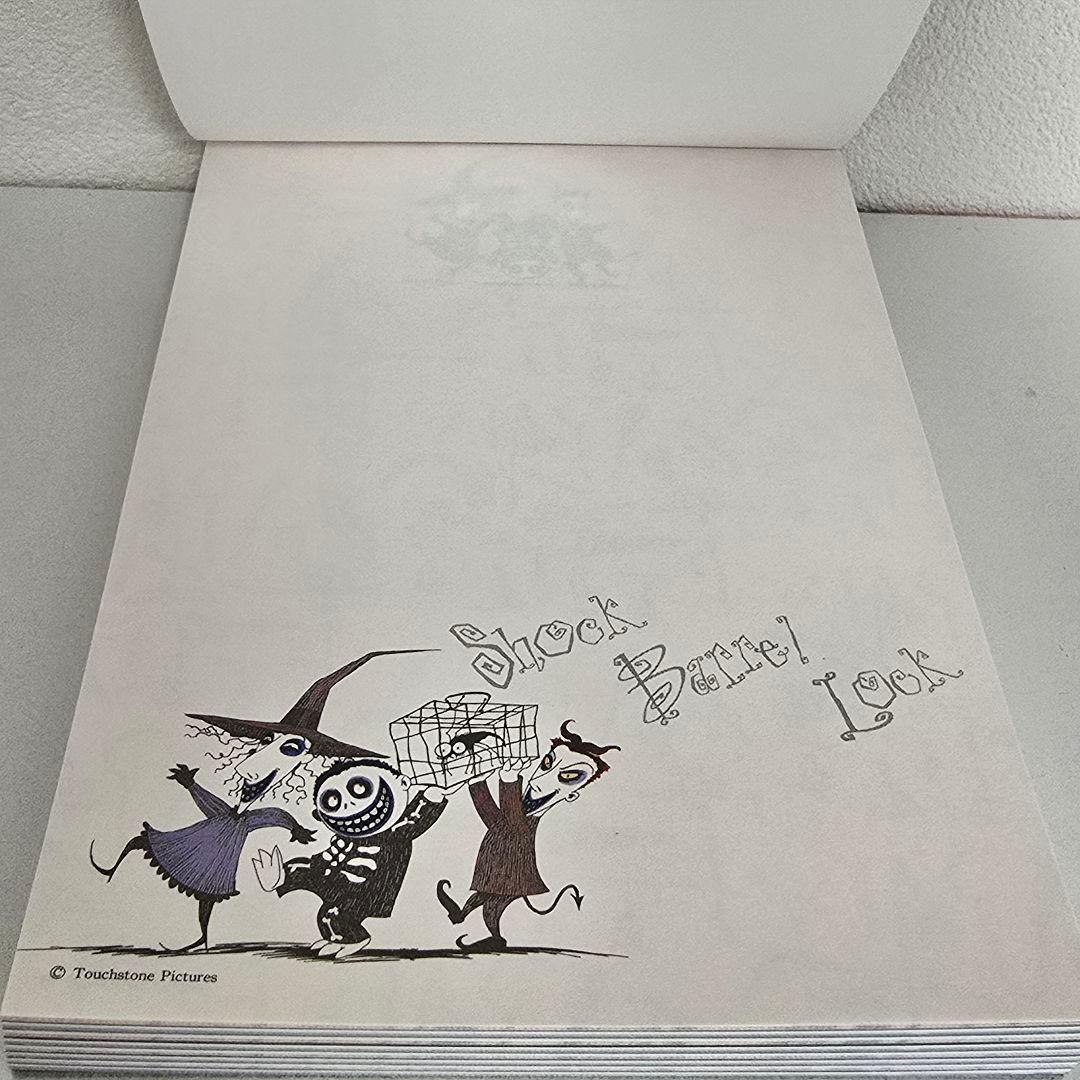 Shock
Barrel
Lock
© Touchstone Pictures